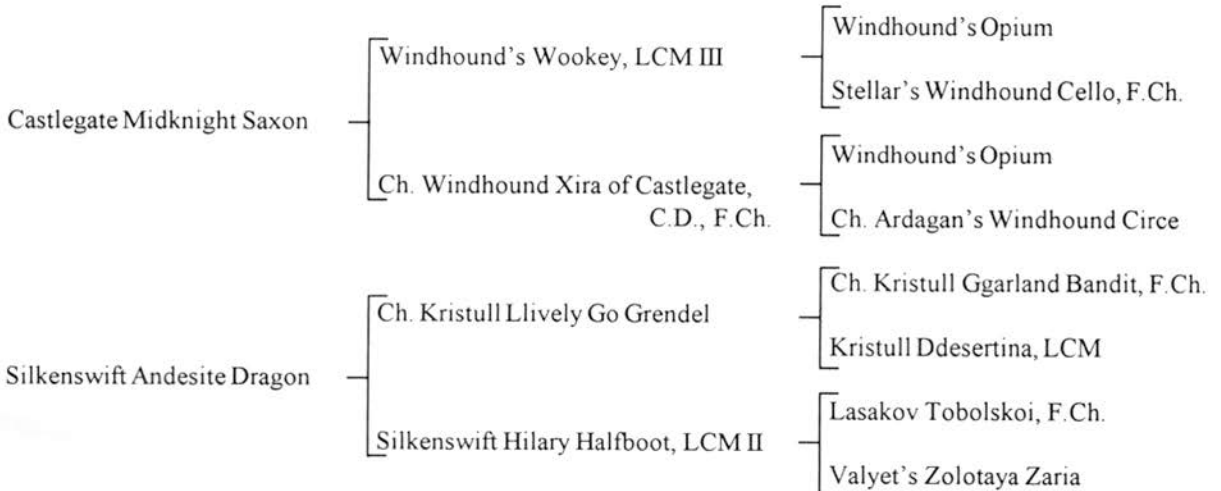 Windhound's Opium
Windhound's Wookey, LCM III
Stellar's Windhound Cello, F.Ch.
Castlegate Midknight Saxon
Windhound's Opium
Ch. Windhound Xira of Castlegate,
C.D., F.Ch.
Ch. Ardagan's Windhound Circe
Ch. Kristull Ggarland Bandit, F.Ch.
Ch. Kristull Llively Go Grendel
Kristull Ddesertina, LCM
Silkenswift Andesite Dragon
Lasakov Tobolskoi, F.Ch.
Silkenswift Hilary Halfboot, LCM II
Valyet's Zolotaya Zaria